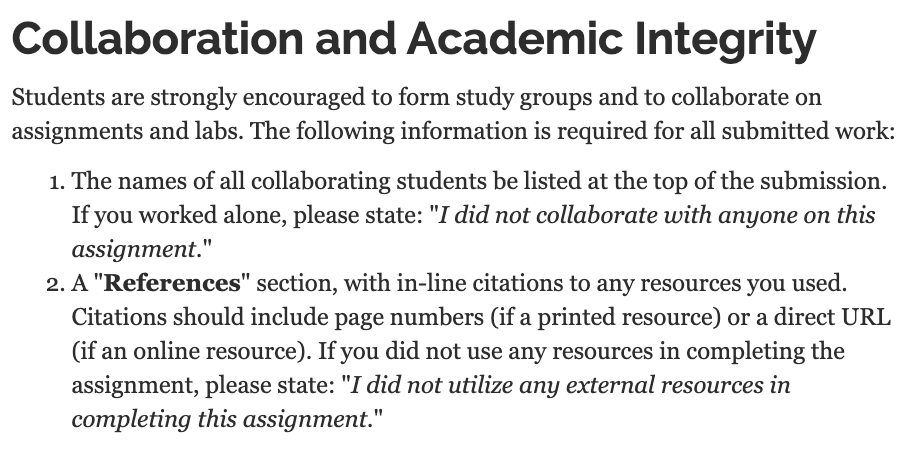 Collaboration and Academic Integrity
Students are strongly encouraged to form study groups and to collaborate on
assignments and labs. The following information is required for all submitted work:
1. The names of all collaborating students be listed at the top of the submission.
If you worked alone, please state: "I did not collaborate with anyone on this
assignment."
2. A "References" section, with in-line citations to any resources you used.
Citations should include page numbers (if a printed resource) or a direct URL
(if an online resource). If you did not use any resources in completing the
assignment, please state: "I did not utilize any external resources in
completing this assignment."